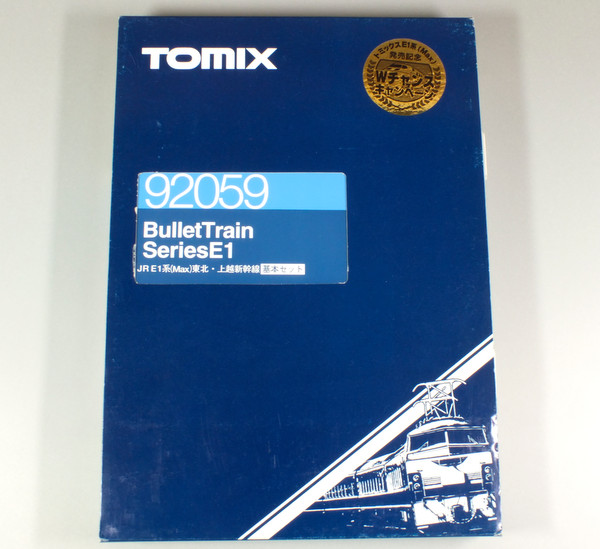 TOMIX
トミックスE1系(Max)
発売記念
Wチャンス
キャンペーン
92059
BulletTrain
SeriesE1
JR E1系(Max)東北・上越新幹線 基本セット